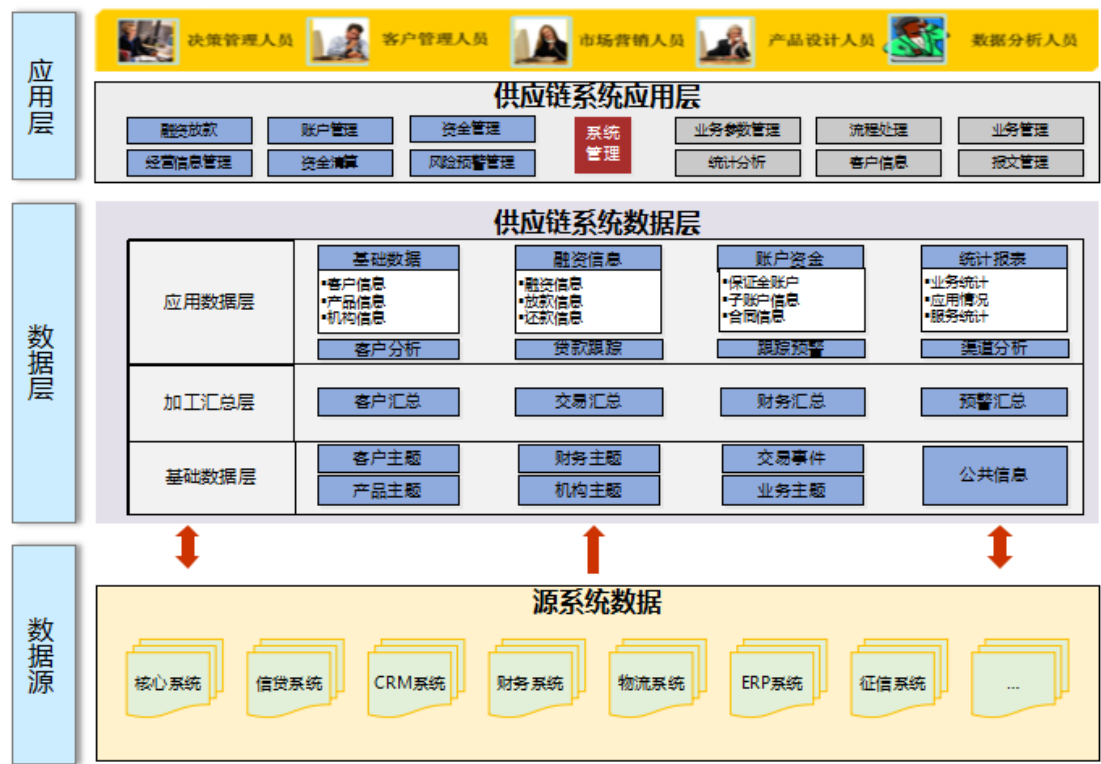 应用层
决策管理人员
客户管理人员
市场营销人员
产品设计人员
数据分析人员
供应链系统应用层
融资放款
账户管理
资金管理
系统
管理
业务参数管理
流程处理
业务管理
经营信息管理
资金清算
风险预警管理
统计分析
客户信息
报文管理
数据层
供应链系统数据层
应用数据层
基础数据
▪客户信息
▪产品信息
▪机构信息
客户分析
融资信息
▪融资信息
▪放款信息
▪还款信息
贷款跟踪
账户资金
▪保证金账户
▪子账户信息
▪合同信息
跟踪预警
统计报表
▪业务统计
▪应用情况
▪服务统计
渠道分析
加工汇总层
客户汇总
交易汇总
财务汇总
预警汇总
基础数据层
客户主题
财务主题
交易事件
公共信息
产品主题
机构主题
业务主题
数据源
源系统数据
核心系统
信贷系统
CRM系统
财务系统
物流系统
ERP系统
征信系统
...